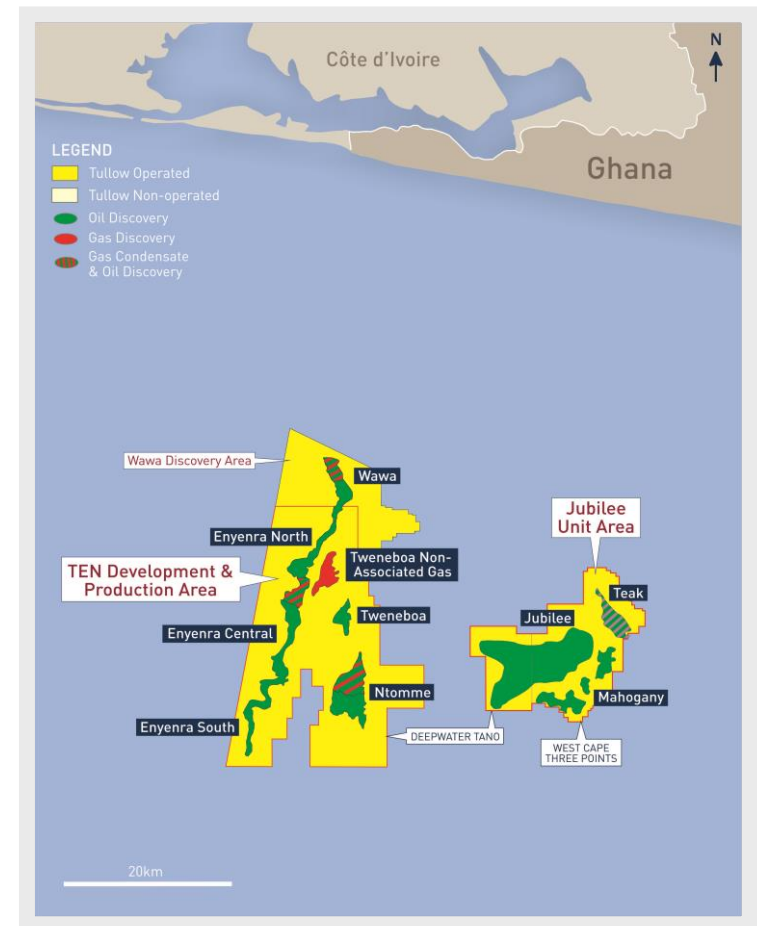 Côte d'Ivoire
N
Ghana
LEGEND
Tullow Operated
Tullow Non-operated
Oil Discovery
Gas Discovery
Gas Condensate
& Oil Discovery
Wawa Discovery Area
Wawa
Enyenra North
Tweneboa Non-
Associated Gas
TEN Development &
Production Area
Tweneboa
Enyenra Central
Ntomme
Enyenra South
DEEPWATER TANO
Jubilee
Unit Area
Teak
Jubilee
Mahogany
WEST CAPE
THREE POINTS
20km